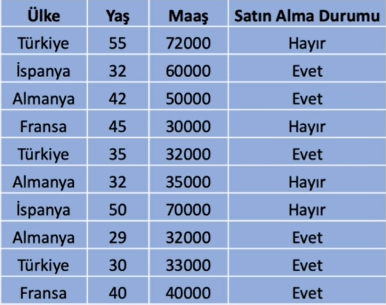 Ülke Yaş Maaş Satın Alma Durumu
Türkiye 55 72000 Hayır
İspanya 32 60000 Evet
Almanya 42 50000 Evet
Fransa 45 30000 Hayır
Türkiye 35 32000 Evet
Almanya 32 35000 Hayır
İspanya 50 70000 Hayır
Almanya 29 32000 Evet
Türkiye 30 33000 Evet
Fransa 40 40000 Evet